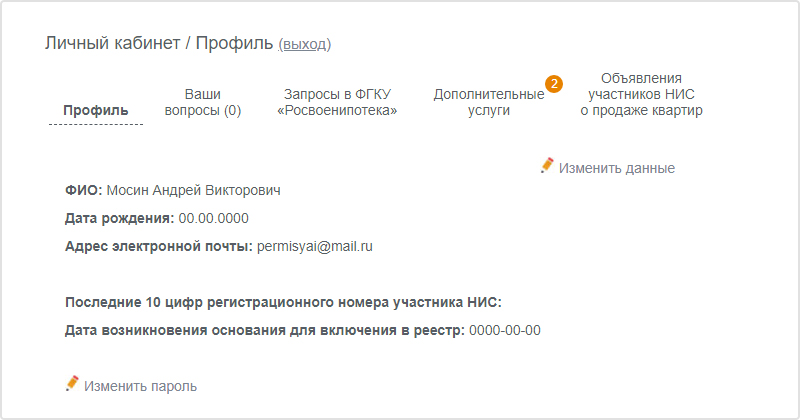 Личный кабинет / Профиль (выход)
Профиль
Ваши
вопросы (0)
Запросы в ФГКУ
«Росвоенипотека»
Дополнительные
услуги
2
Объявления
участников НИС
о продаже квартир
Изменить данные
ФИО: Мосин Андрей Викторович
Дата рождения: 00.00.0000
Адрес электронной почты: permisyai@mail.ru
Последние 10 цифр регистрационного номера участника НИС:
Дата возникновения основания для включения в реестр: 0000-00-00
Изменить пароль